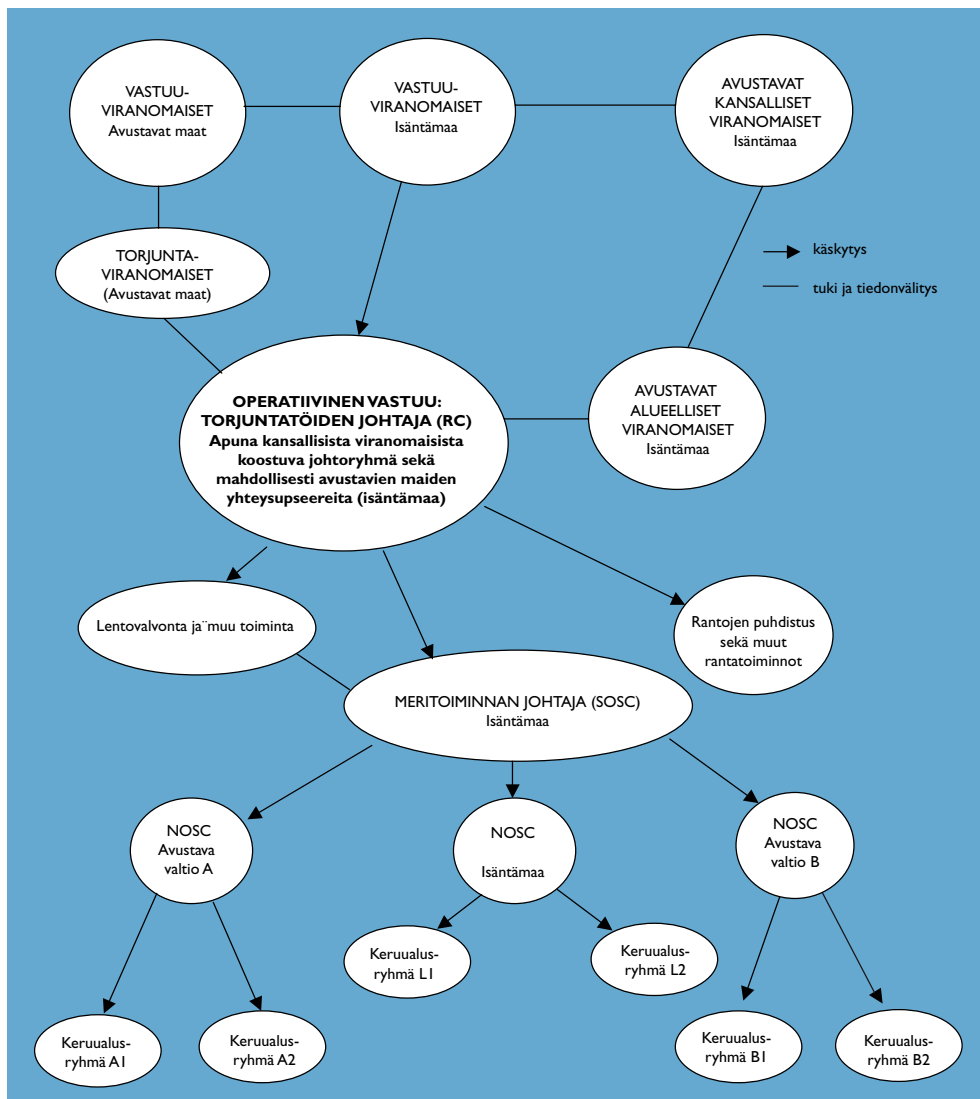 VASTUU-
VIRANOMAISET
Avustavat maat
VASTUU-
VIRANOMAISET
Isäntämaa
AVUSTAVAT
KANSALLISET
VIRANOMAISET
Isäntämaa
TORJUNTA-
VIRANOMAISET
(Avustavat maat)
käskytys
tuki ja tiedonvälitys
OPERATIIVINEN VASTUU:
TORJUNTATÖIDEN JOHTAJA (RC)
Apuna kansallisista viranomaisista
koostuva johtoryhmä sekä
mahdollisesti avustavien maiden
yhteysupseereita (isäntämaa)
AVUSTAVAT
ALUEELLISET
VIRANOMAISET
Isäntämaa
Lentovalvonta ja¨muu toiminta
Rantojen puhdistus
sekä muut
rantatoiminnot
MERITOIMINNAN JOHTAJA (SOSC)
Isäntämaa
NOSC
Avustava
valtio A
NOSC
Isäntämaa
NOSC
Avustava
valtio B
Keruualus-
ryhmä L1
Keruualus-
ryhmä L2
Keruualus-
ryhmä A1
Keruualus-
ryhmä A2
Keruualus-
ryhmä B1
Keruualus-
ryhmä B2